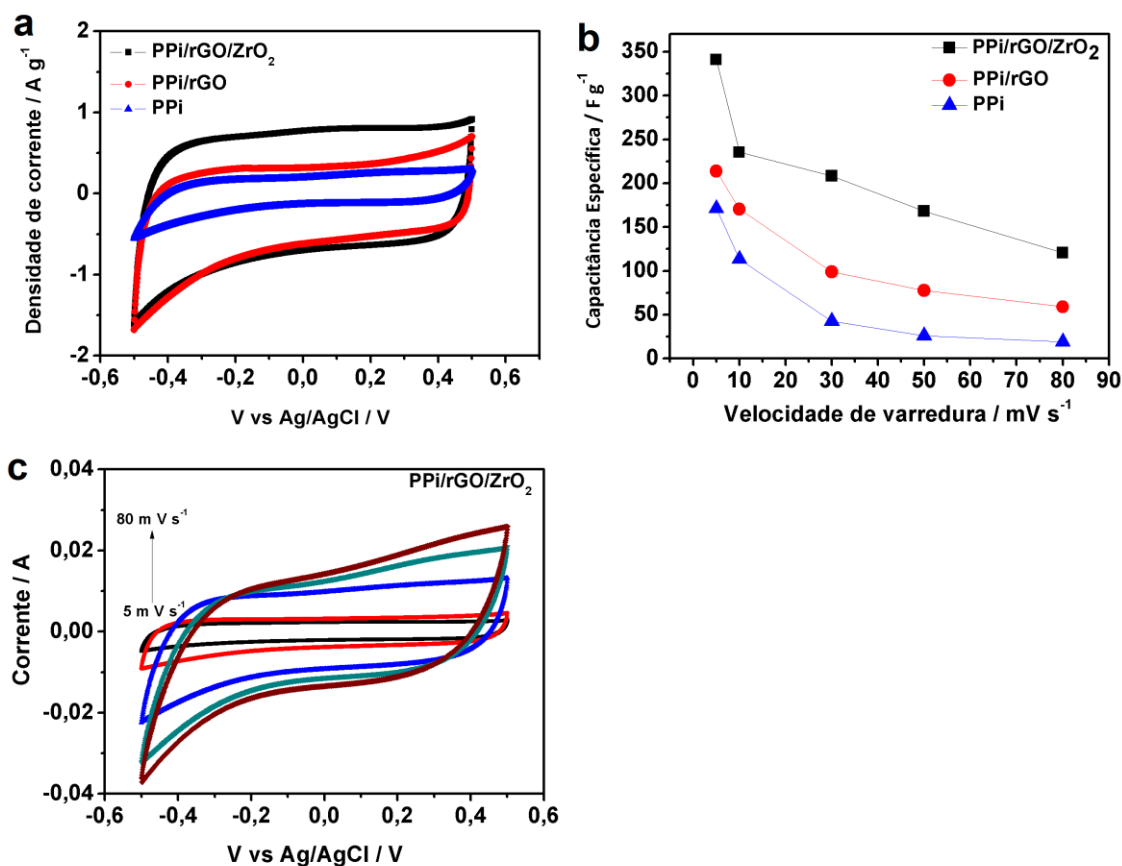 a
Densidade de corrente / A g⁻¹
2
1
0
-1
-2
PPi/rGO/ZrO₂
PPi/rGO
PPi
-0,6 -0,4 -0,2 0,0 0,2 0,4 0,6
V vs Ag/AgCl / V
b
Capacitância Específica / F g⁻¹
350
300
250
200
150
100
50
0
PPi/rGO/ZrO₂
PPi/rGO
PPi
0 10 20 30 40 50 60 70 80 90
Velocidade de varredura / mV s⁻¹
c
Corrente / A
0,04
0,02
0,00
-0,02
-0,04
PPi/rGO/ZrO₂
80 m V s⁻¹
5 m V s⁻¹
-0,6 -0,4 -0,2 0,0 0,2 0,4 0,6
V vs Ag/AgCl / V